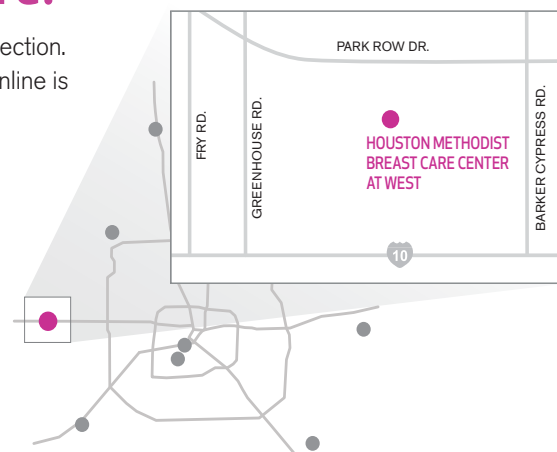 ection.
nline is
PARK ROW DR.
FRY RD.
GREENHOUSE RD.
HOUSTON METHODIST
BREAST CARE CENTER
AT WEST
BARKER CYPRESS RD.
10